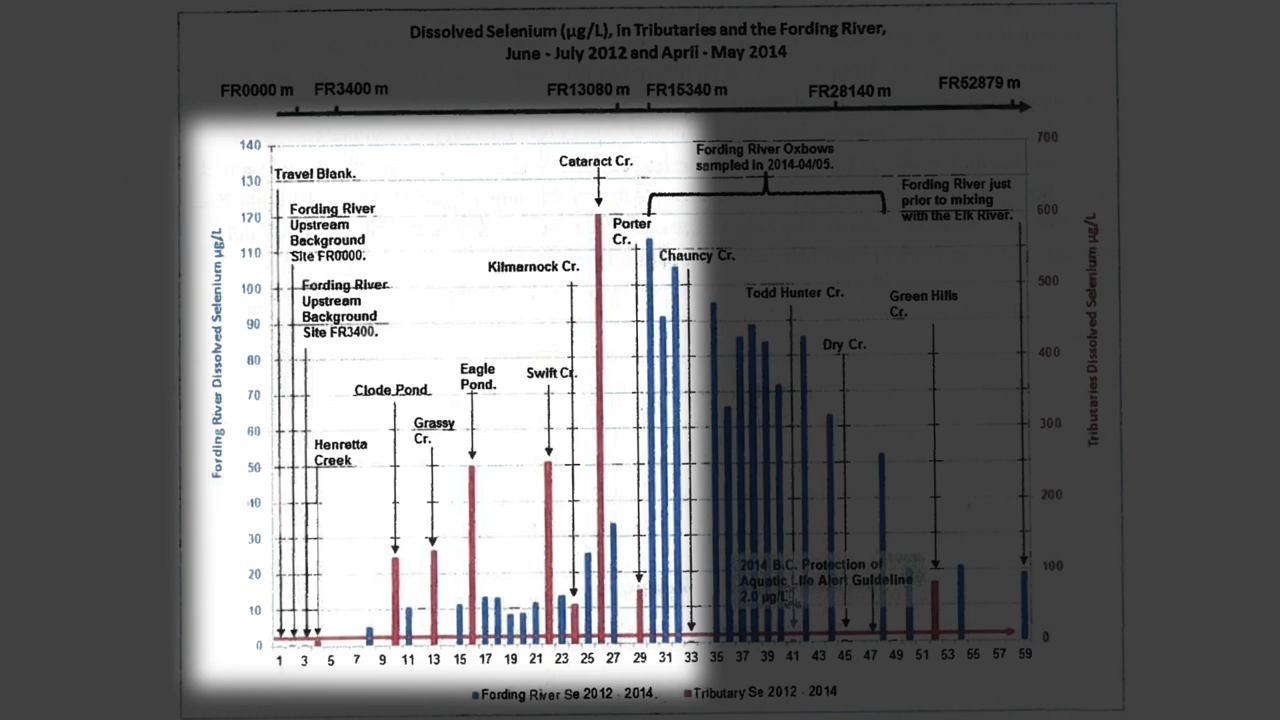 Dissolved Selenium (µg/L), in Tributaries and the Fording River,
June - July 2012 and April - May 2014
FR0000 m
FR3400 m
FR13080 m
FR15340 m
FR28140 m
FR52879 m
140
130
120
110
100
90
80
70
60
50
40
30
20
10
0
Fording River Dissolved Selenium µg/L
Travel Blank.
Fording River
Upstream
Background
Site FR0000.
Fording River
Upstream
Background
Site FR3400.
Henretta
Creek
Clode Pond
Grassy
Cr.
Eagle
Pond.
Swift Cr.
Kilmarnock Cr.
Cataract Cr.
Porter
Cr.
Chauncy Cr.
Fording River Oxbows
sampled in 2014-04/05.
Todd Hunter Cr.
Dry Cr.
Green Hills
Cr.
Fording River just
prior to mixing
with the Elk River.
2014 B.C. Protection of
Aquatic Life Alert Guideline
2.0 µg/L
700
600
500
400
300
200
100
0
Tributaries Dissolved Selenium µg/L
1 3 5 7 9 11 13 15 17 19 21 23 25 27 29 31 33 35 37 39 41 43 45 47 49 51 53 55 57 59
Fording River Se 2012 - 2014
Tributary Se 2012 - 2014